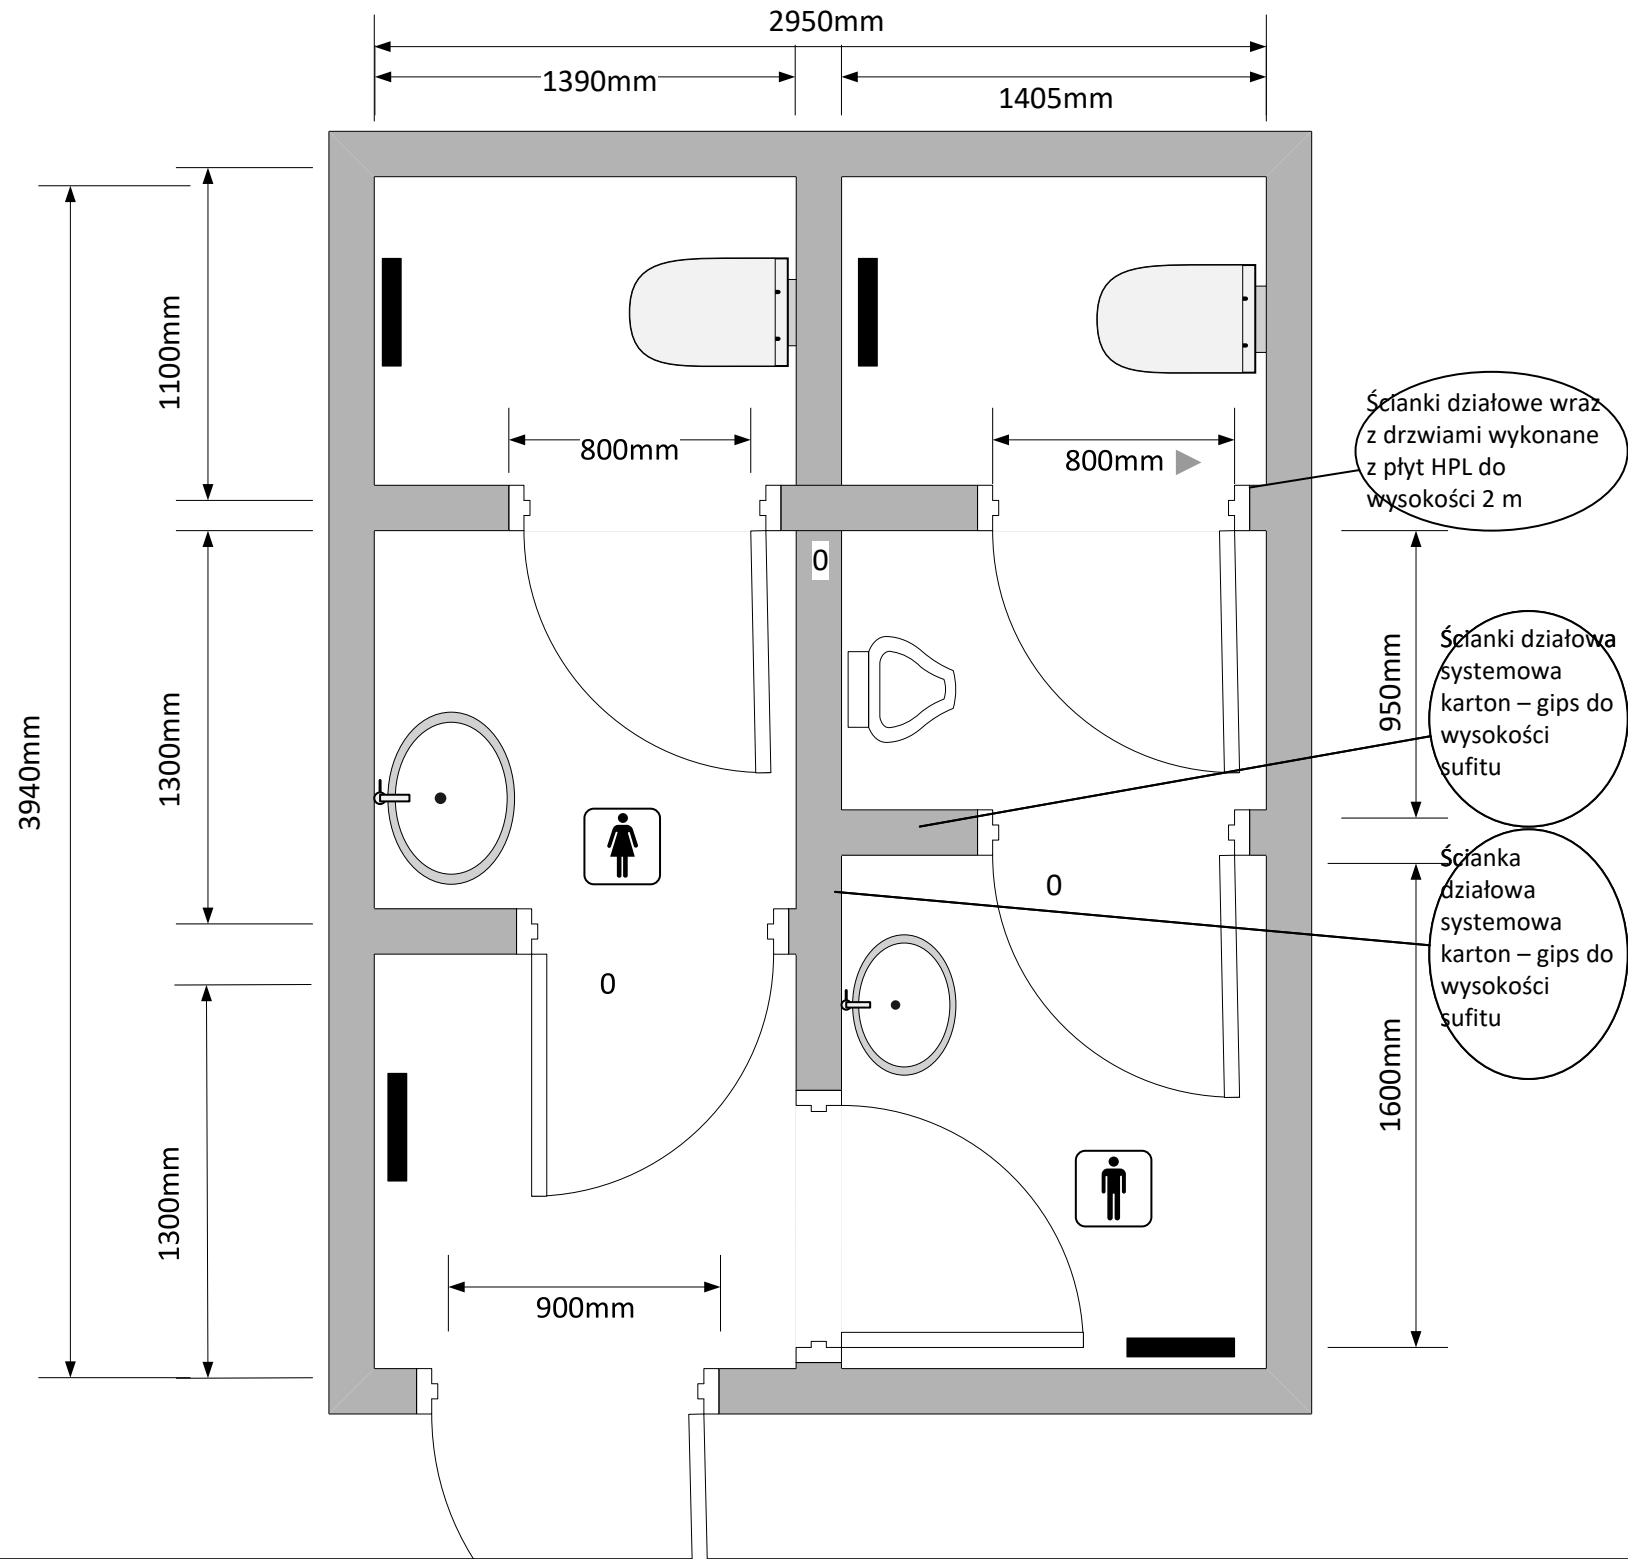 2950mm
1390mm
1405mm
1100mm
800mm
800mm
Ścianki działowe wraz
z drzwiami wykonane
z płyt HPL do
wysokości 2 m
0
3940mm
1300mm
950mm
Ścianki działowa
systemowa
karton – gips do
wysokości
sufitu
0
Ścianka
działowa
systemowa
karton – gips do
wysokości
sufitu
0
1300mm
1600mm
900mm